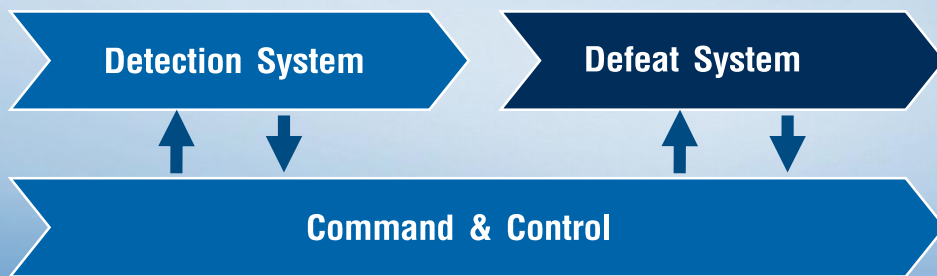 Detection System
Defeat System
Command & Control